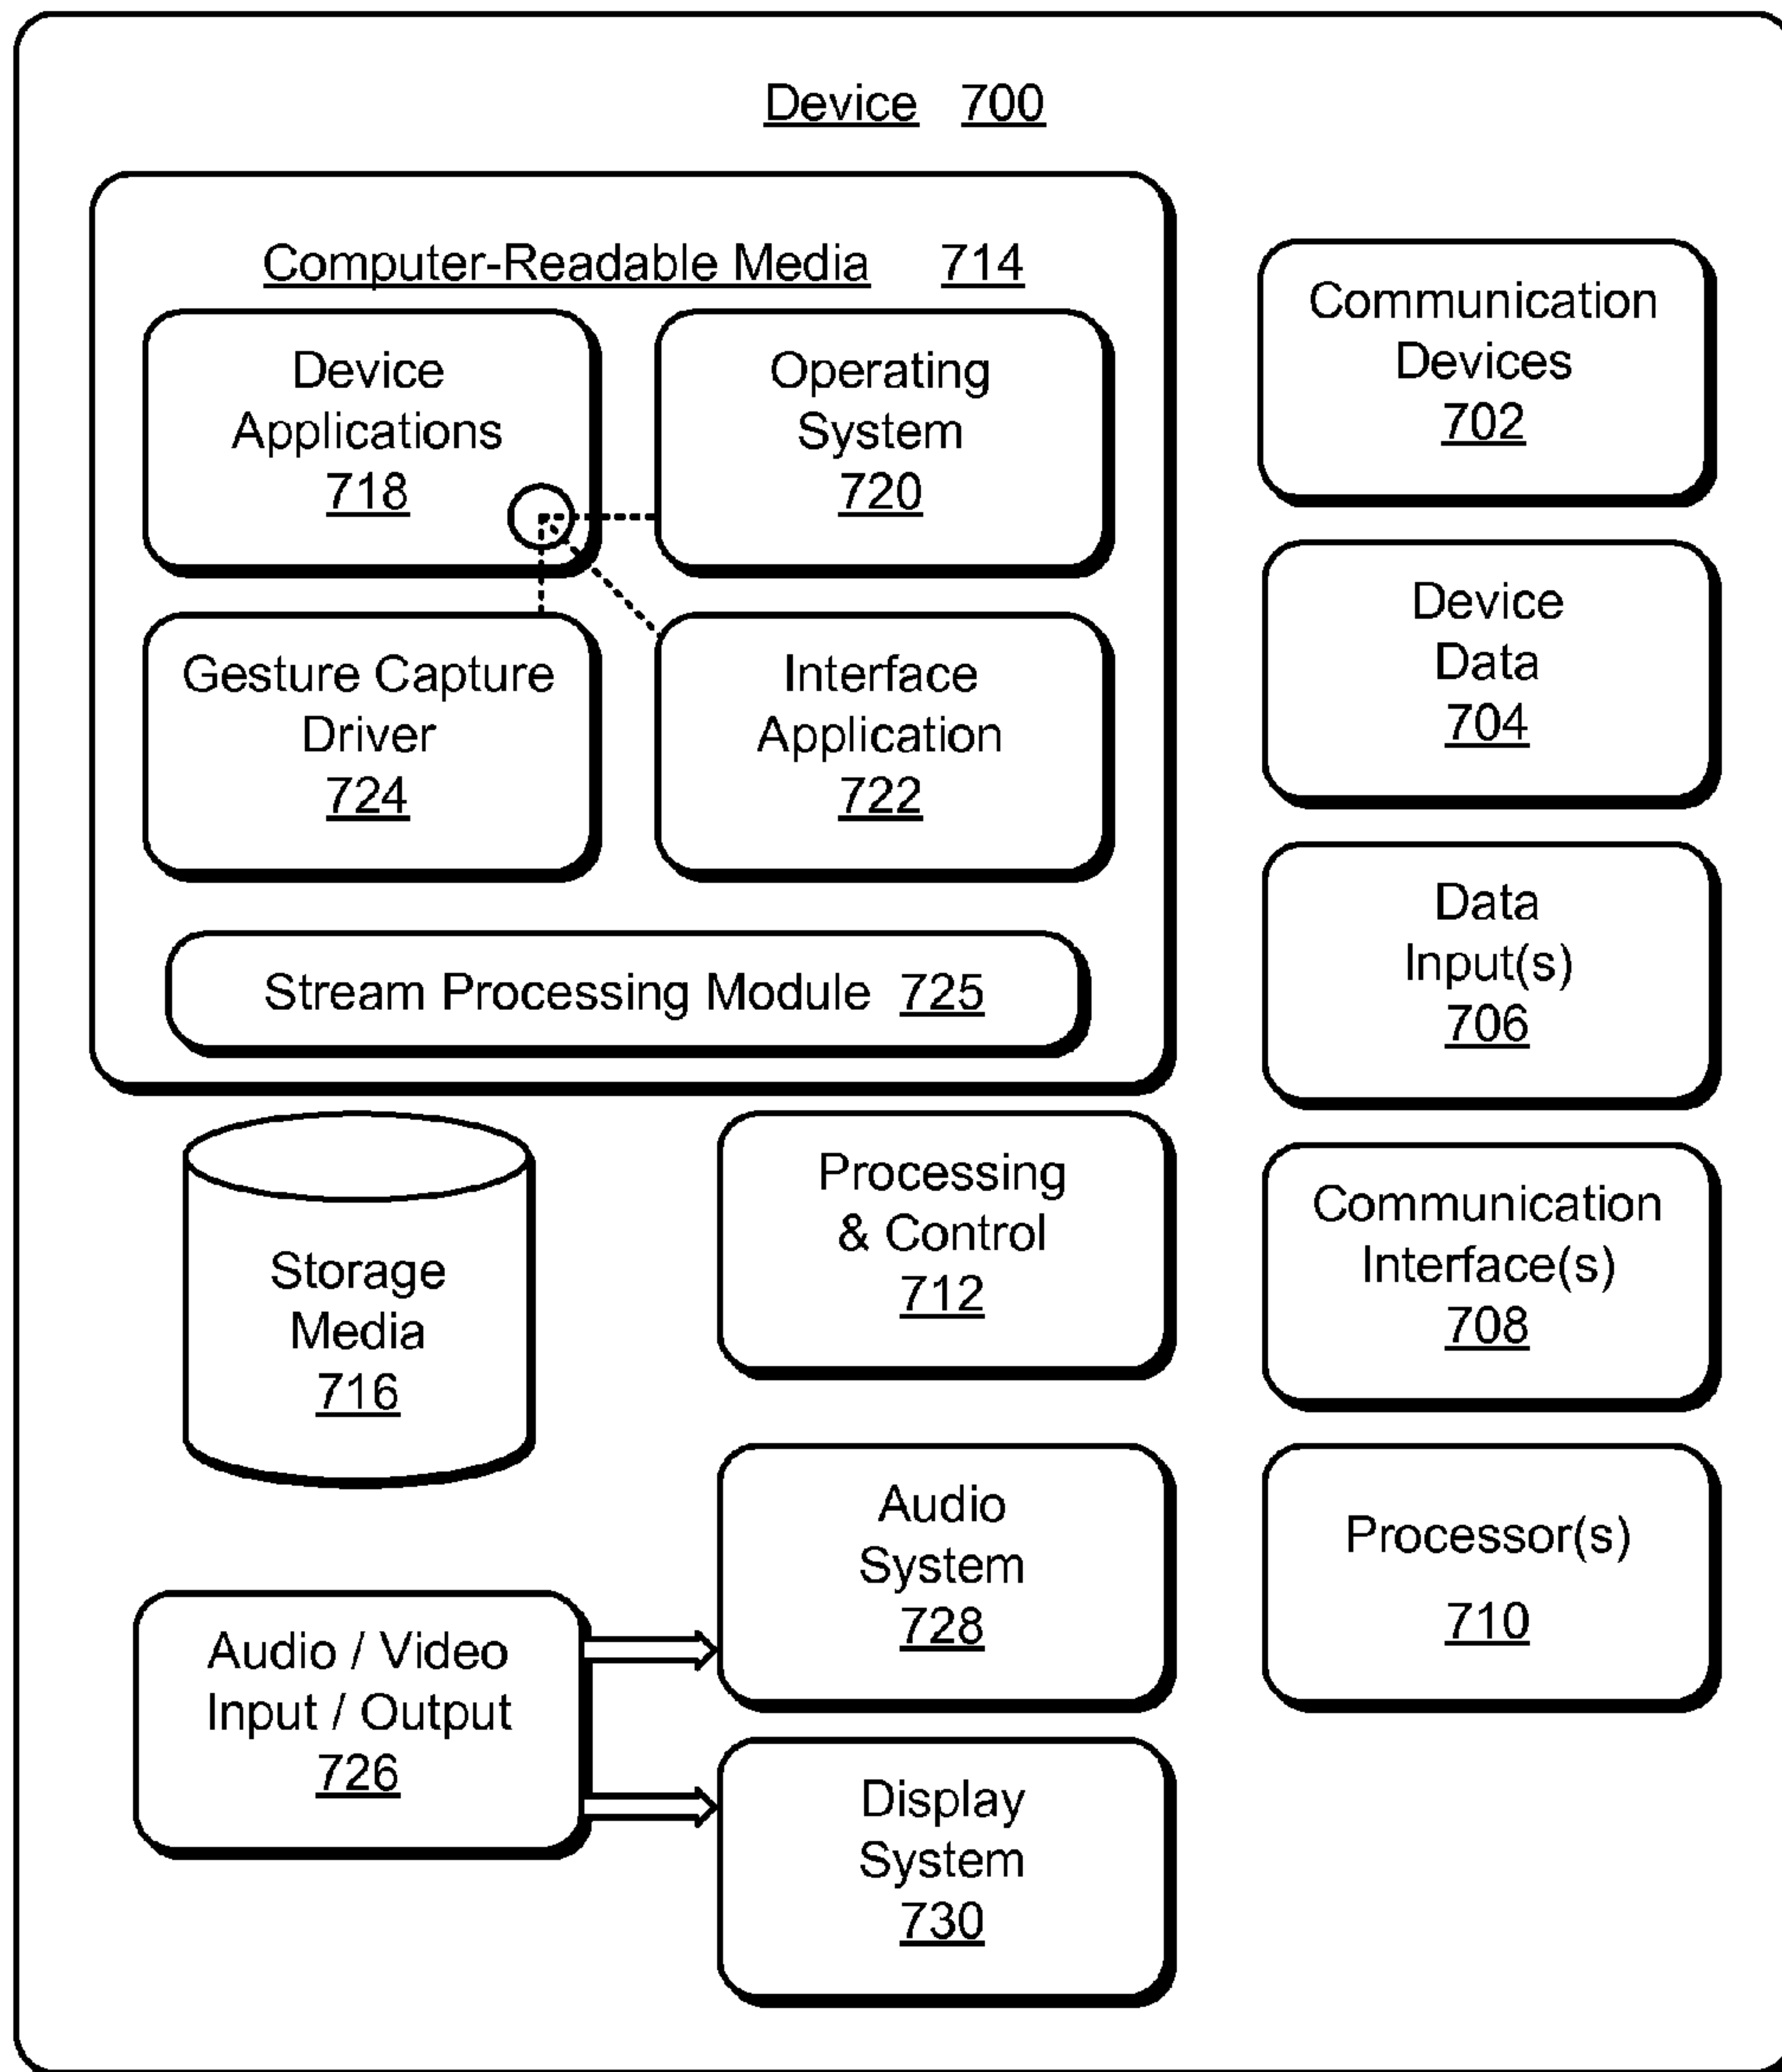 Device 700
Computer-Readable Media 714
Device
Applications
718
Operating
System
720
Gesture Capture
Driver
724
Interface
Application
722
Stream Processing Module 725
Communication
Devices
702
Device
Data
704
Data
Input(s)
706
Communication
Interface(s)
708
Processor(s)
710
Storage
Media
716
Processing
& Control
712
Audio / Video
Input / Output
726
Audio
System
728
Display
System
730